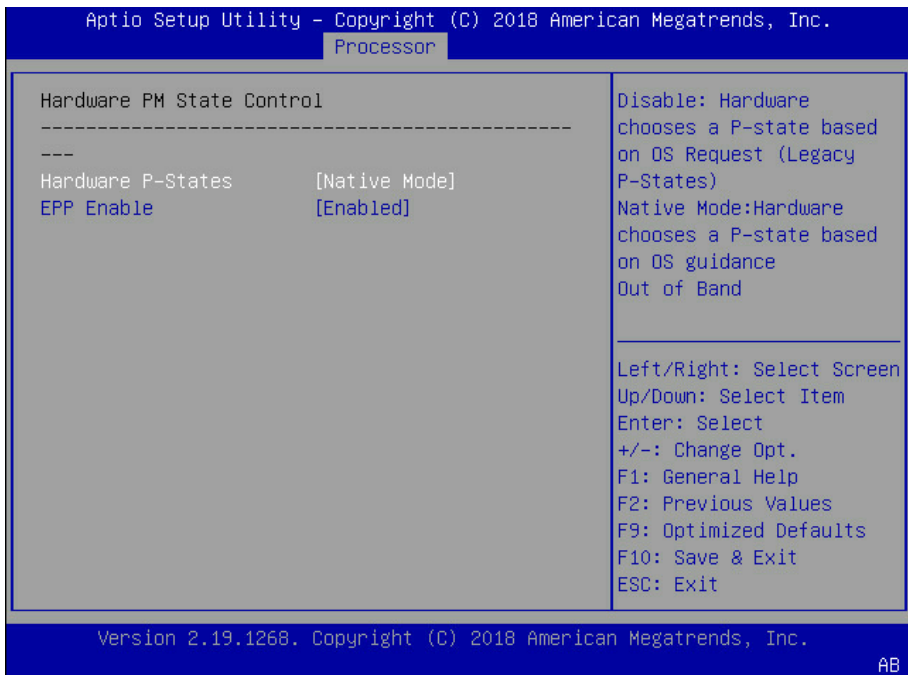 Aptio Setup Utility – Copyright (C) 2018 American Megatrends, Inc.
Processor
Hardware PM State Control
-----------------------------------------------
---
Hardware P-States [Native Mode]
EPP Enable [Enabled]
Disable: Hardware
chooses a P-state based
on OS Request (Legacy
P-States)
Native Mode:Hardware
chooses a P-state based
on OS guidance
Out of Band
Left/Right: Select Screen
Up/Down: Select Item
Enter: Select
+/-: Change Opt.
F1: General Help
F2: Previous Values
F9: Optimized Defaults
F10: Save & Exit
ESC: Exit
Version 2.19.1268. Copyright (C) 2018 American Megatrends, Inc.
AB